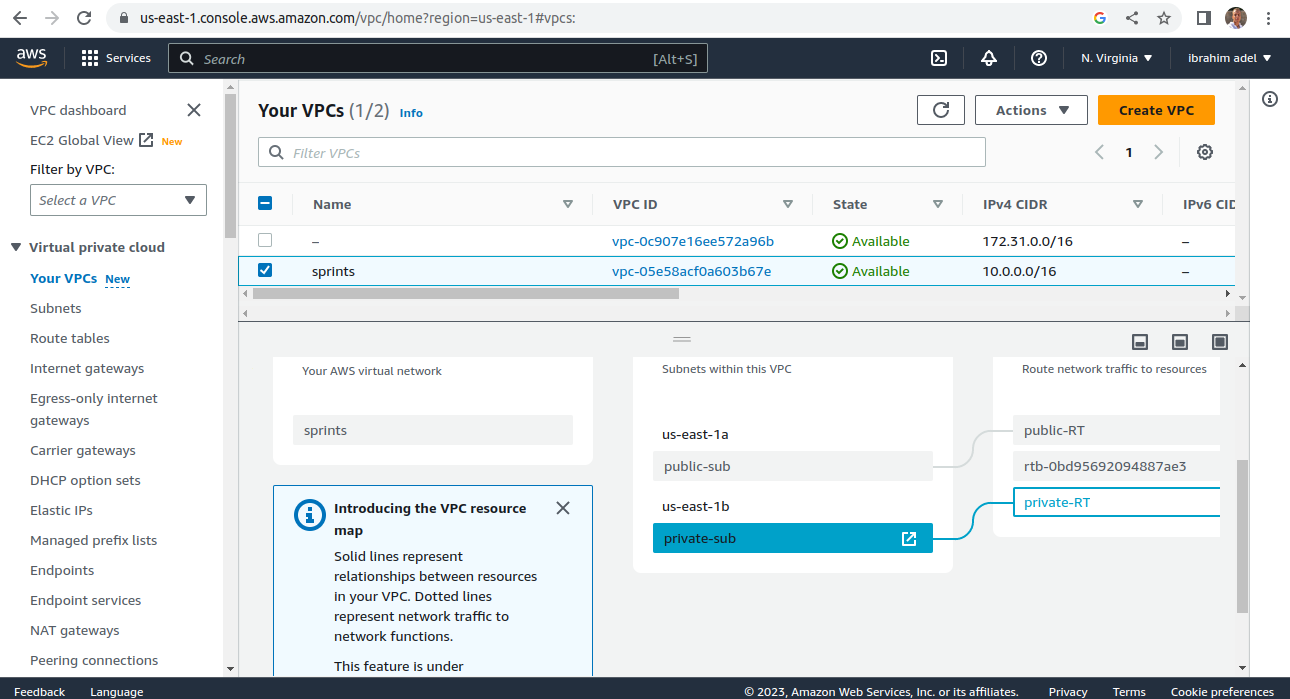 us-east-1.console.aws.amazon.com/vpc/home?region=us-east-1#vpcs:
aws Services Search [Alt+S] N. Virginia ibrahim adel
VPC dashboard
EC2 Global View New
Filter by VPC:
Select a VPC
Virtual private cloud
Your VPCs New
Subnets
Route tables
Internet gateways
Egress-only internet
gateways
Carrier gateways
DHCP option sets
Elastic IPs
Managed prefix lists
Endpoints
Endpoint services
NAT gateways
Peering connections
Your VPCs (1/2) Info
Actions
Create VPC
Filter VPCs
1
Name VPC ID State IPv4 CIDR IPv6 CID
– vpc-0c907e16ee572a96b Available 172.31.0.0/16 –
sprints vpc-05e58acf0a603b67e Available 10.0.0.0/16 –
Your AWS virtual network
sprints
Introducing the VPC resource
map
Solid lines represent
relationships between resources
in your VPC. Dotted lines
represent network traffic to
network functions.
This feature is under
Subnets within this VPC
us-east-1a
public-sub
us-east-1b
private-sub
Route network traffic to resources
public-RT
rtb-0bd95692094887ae3
private-RT
Feedback Language © 2023, Amazon Web Services, Inc. or its affiliates. Privacy Terms Cookie preferences